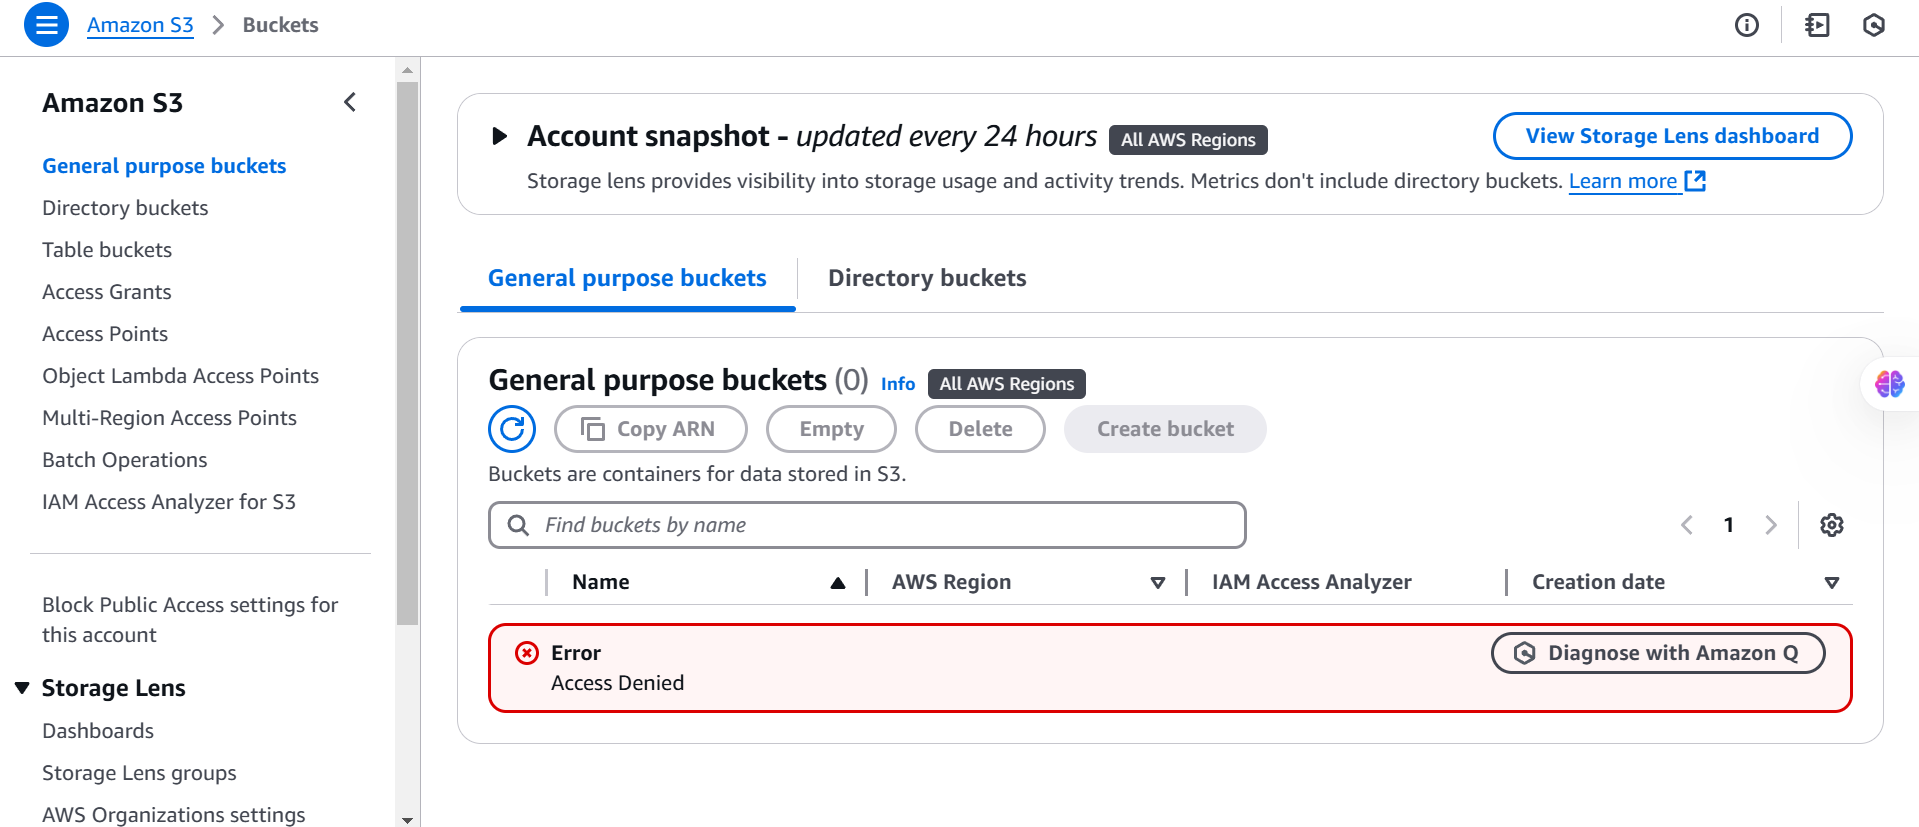 Amazon S3 > Buckets
Amazon S3
General purpose buckets
Directory buckets
Table buckets
Access Grants
Access Points
Object Lambda Access Points
Multi-Region Access Points
Batch Operations
IAM Access Analyzer for S3
Block Public Access settings for
this account
Storage Lens
Dashboards
Storage Lens groups
AWS Organizations settings
Account snapshot - updated every 24 hours All AWS Regions
View Storage Lens dashboard
Storage lens provides visibility into storage usage and activity trends. Metrics don't include directory buckets. Learn more
General purpose buckets Directory buckets
General purpose buckets (0) Info All AWS Regions
Copy ARN Empty Delete Create bucket
Buckets are containers for data stored in S3.
Find buckets by name
1
Name AWS Region IAM Access Analyzer Creation date
Error
Access Denied
Diagnose with Amazon Q